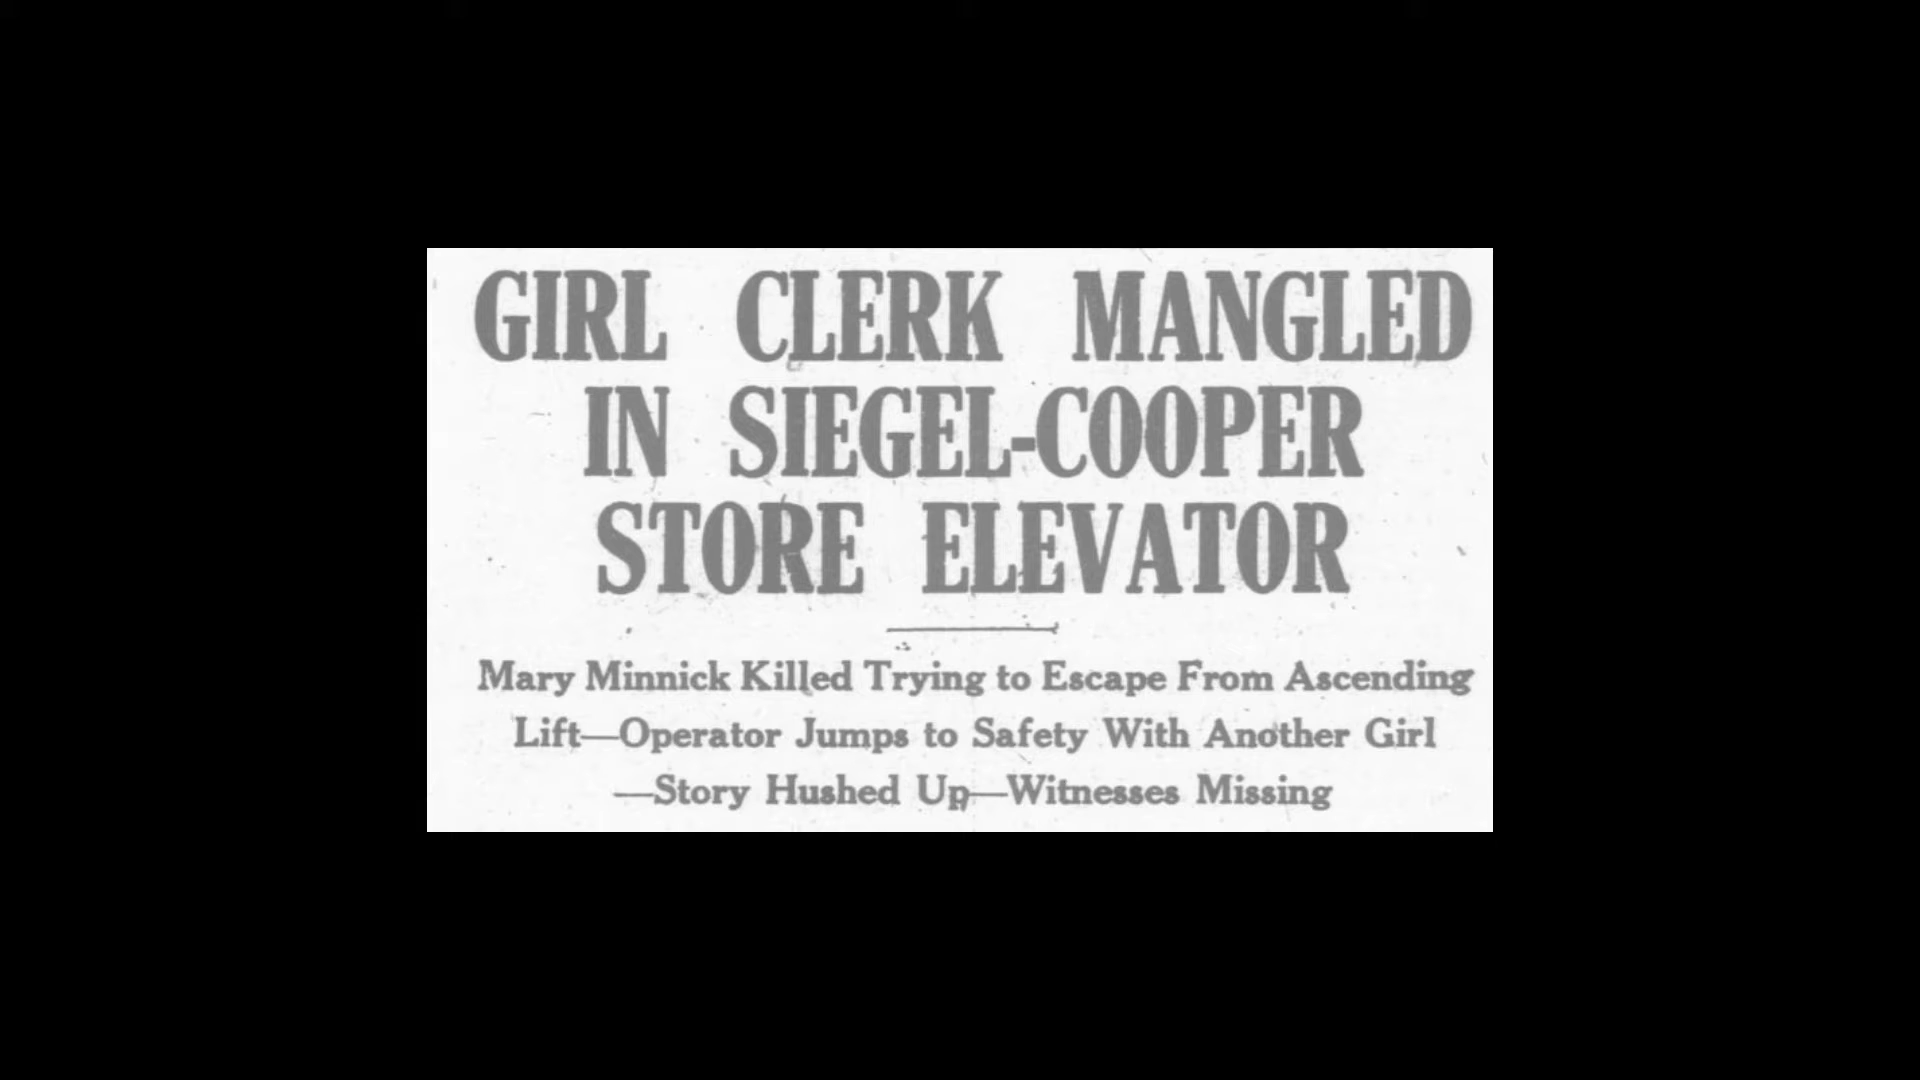 GIRL CLERK MANGLED
IN SIEGEL-COOPER
STORE ELEVATOR
Mary Minnick Killed Trying to Escape From Ascending
Lift—Operator Jumps to Safety With Another Girl
—Story Hushed Up—Witnesses Missing